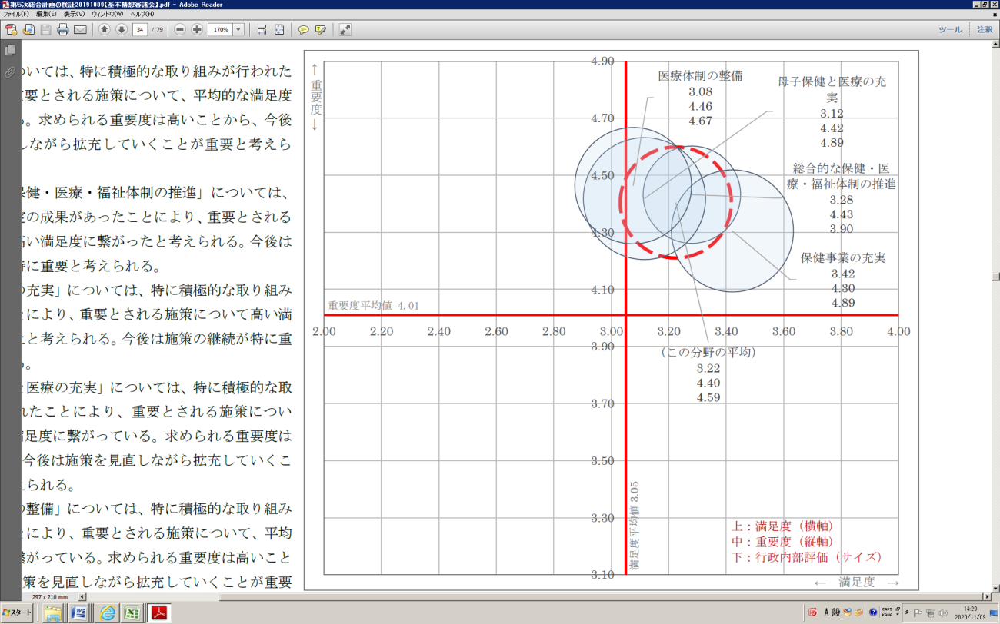 第5次総合計画の検証20191009【基本構想審議会】.pdf - Adobe Reader
ファイル(F) 編集(E) 表示(V) ウィンドウ(W) ヘルプ(H)
34 / 79 170% ツール 注釈
ついては、特に積極的な取り組みが行われた
要とされる施策について、平均的な満足度
。求められる重要度は高いことから、今後
しながら拡充していくことが重要と考えら
保健・医療・福祉体制の推進」については、
の成果があったことにより、重要とされる
高い満足度に繋がったと考えられる。今後は
特に重要と考えられる。
の充実」については、特に積極的な取り組み
により、重要とされる施策について高い満
と考えられる。今後は施策の継続が特に重
。
医療の充実」については、特に積極的な取
れたことにより、重要とされる施策につい
満足度に繋がっている。求められる重要度は
今後は施策を見直しながら拡充していくこ
えられる。
の整備」については、特に積極的な取り組み
により、重要とされる施策について、平均
繋がっている。求められる重要度は高いこと
策を見直しながら拡充していくことが重要
↑
重要度
↓
4.90
4.70
4.50
4.30
4.10
3.90
3.70
3.50
3.30
3.10
医療体制の整備
3.08
4.46
4.67
母子保健と医療の充
実
3.12
4.42
4.89
総合的な保健・医
療・福祉体制の推進
3.28
4.43
3.90
保健事業の充実
3.42
4.30
4.89
重要度平均値 4.01
2.00 2.20 2.40 2.60 2.80 3.00 3.20 3.40 3.60 3.80 4.00
(この分野の平均)
3.22
4.40
4.59
満足度平均値 3.05
上：満足度（横軸）
中：重要度（縦軸）
下：行政内部評価（サイズ）
← 満足度 →
297 x 210 mm
スタート
A 般
CAPS
KANA
14:29
2020/11/09